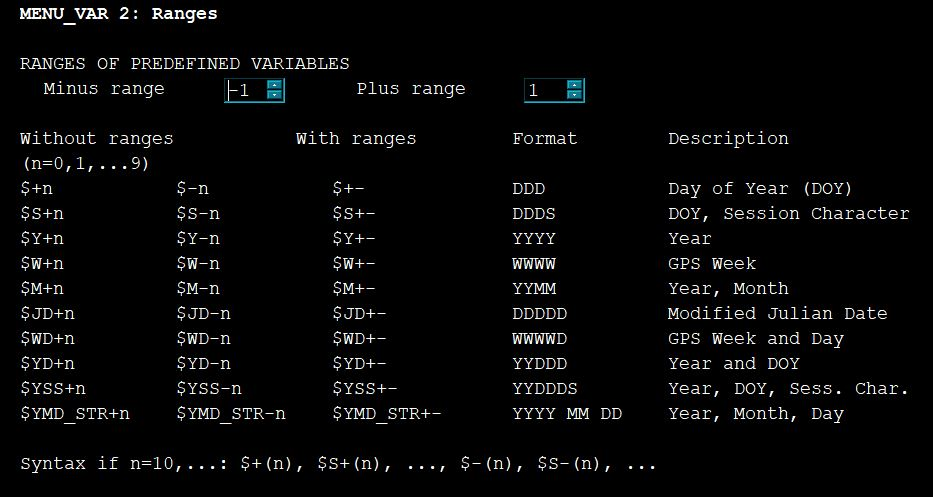 MENU_VAR 2: Ranges
RANGES OF PREDEFINED VARIABLES
Minus range -1 Plus range 1
Without ranges With ranges Format Description
(n=0,1,...9)
$+n $-n $+- DDD Day of Year (DOY)
$S+n $S-n $S+- DDDS DOY, Session Character
$Y+n $Y-n $Y+- YYYY Year
$W+n $W-n $W+- WWWW GPS Week
$M+n $M-n $M+- YYMM Year, Month
$JD+n $JD-n $JD+- DDDDD Modified Julian Date
$WD+n $WD-n $WD+- WWWWD GPS Week and Day
$YD+n $YD-n $YD+- YYDDD Year and DOY
$YSS+n $YSS-n $YSS+- YYDDDS Year, DOY, Sess. Char.
$YMD_STR+n $YMD_STR-n $YMD_STR+- YYYY MM DD Year, Month, Day
Syntax if n=10,...: $+(n), $S+(n), ..., $-(n), $S-(n), ...